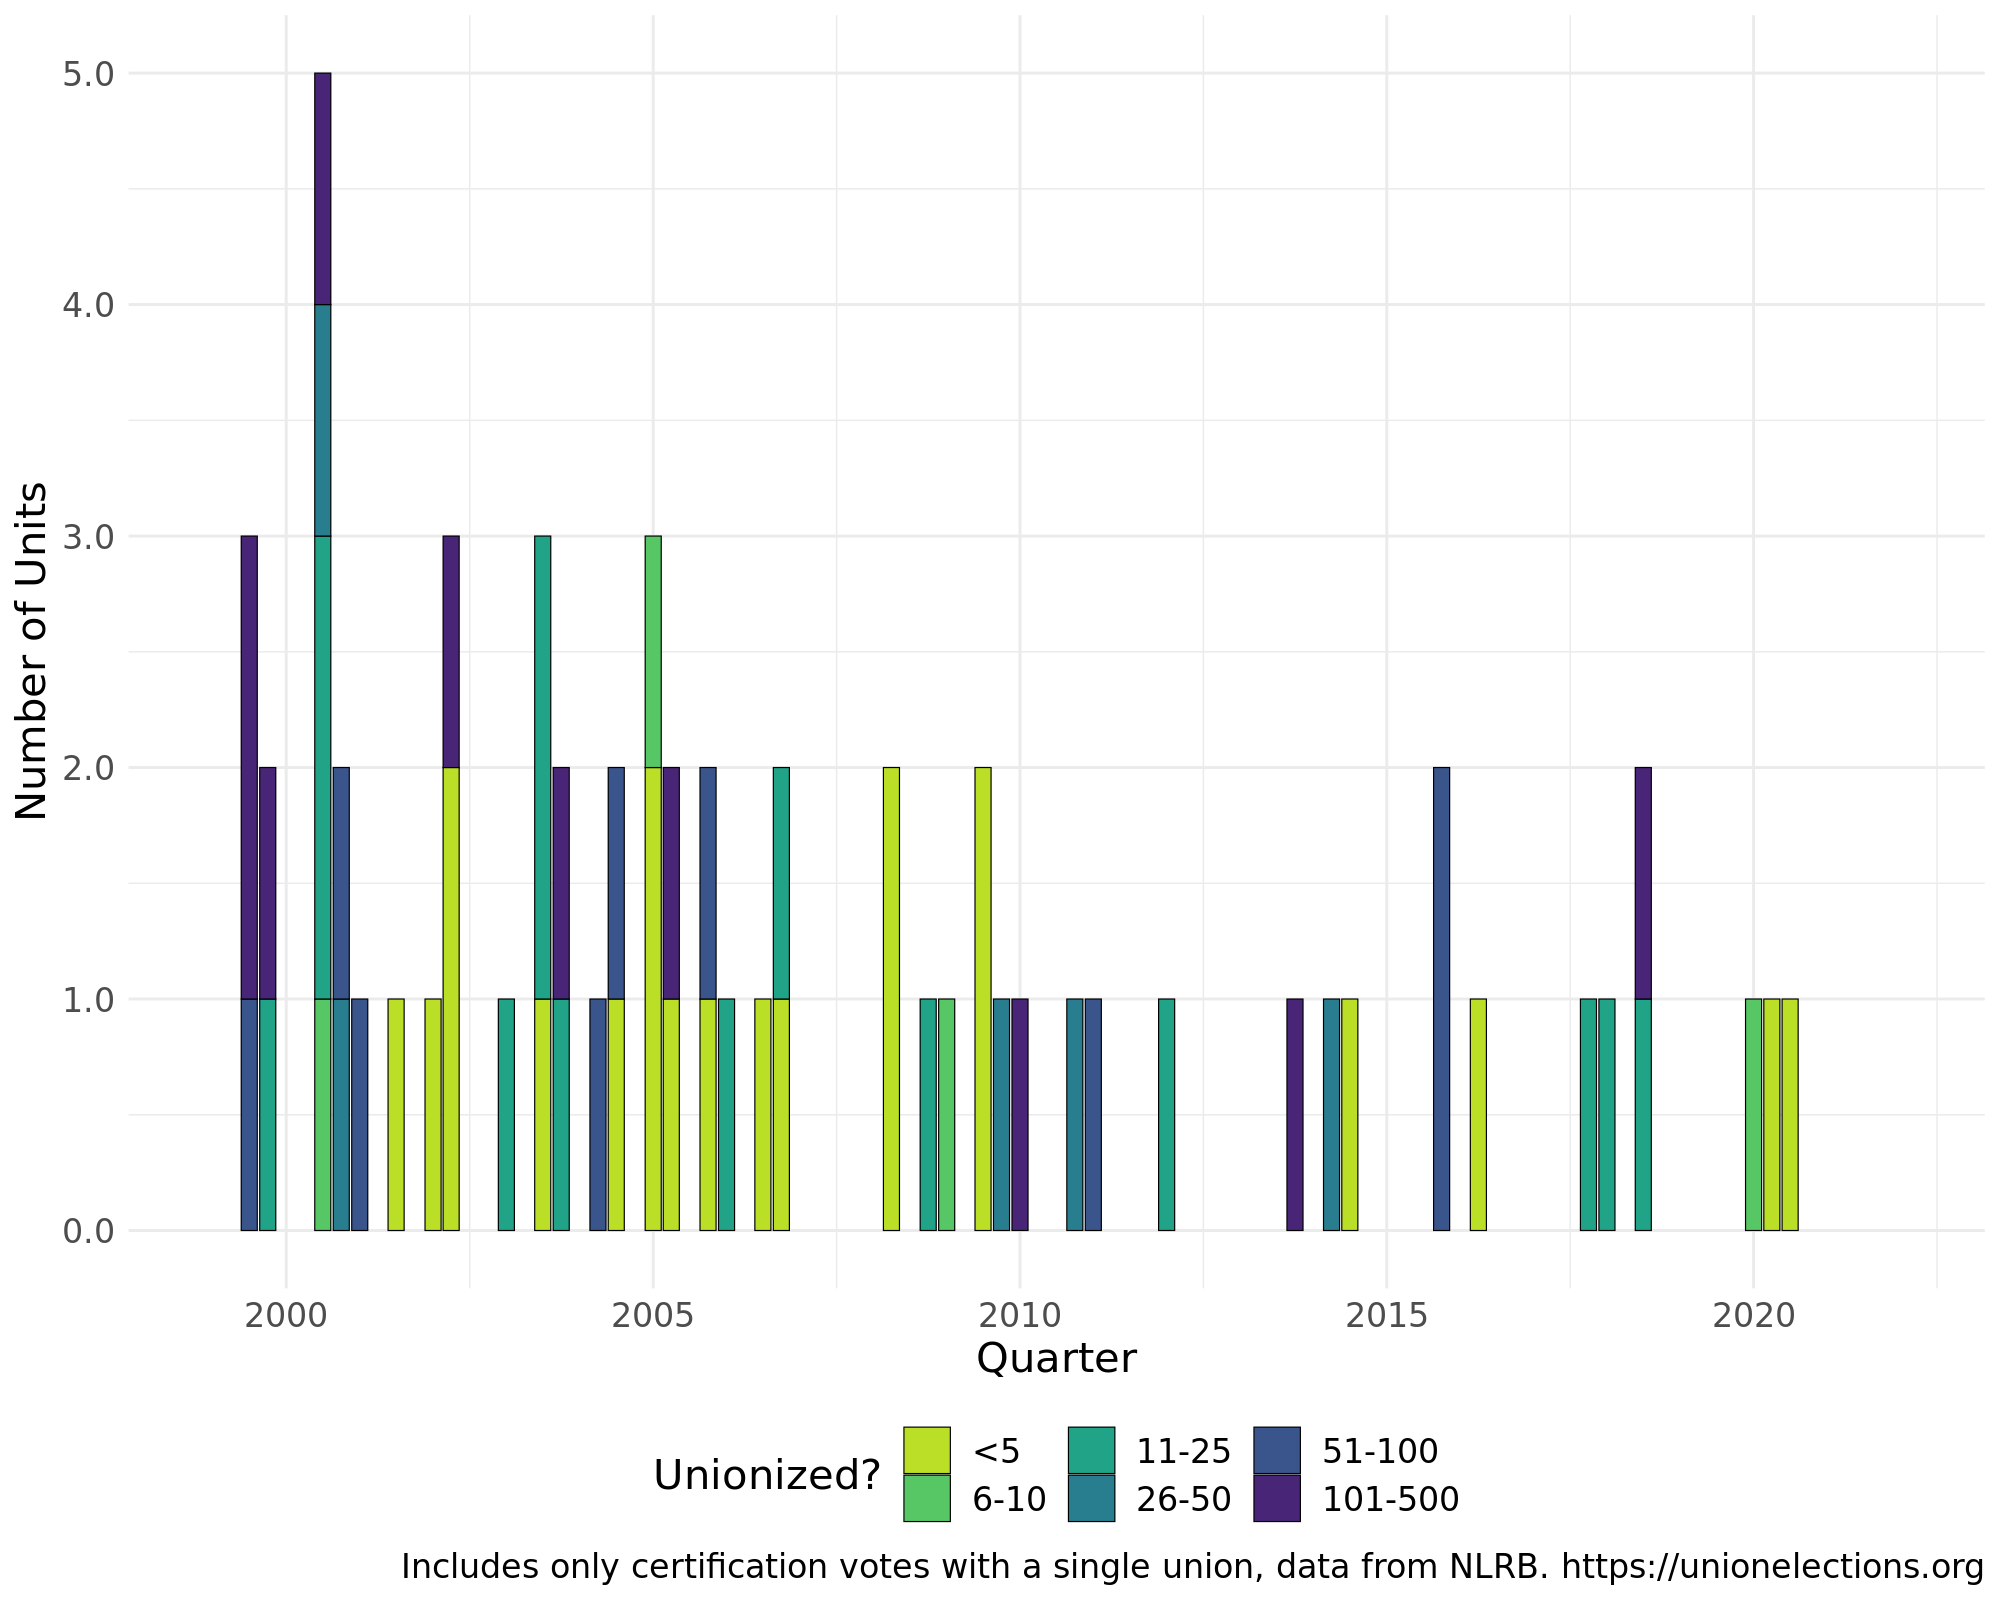 5.0
4.0
3.0
2.0
1.0
0.0
Number of Units
2000 2005 2010 2015 2020
Quarter
Unionized?
<5 11-25 51-100
6-10 26-50 101-500
Includes only certification votes with a single union, data from NLRB. https://unionelections.org